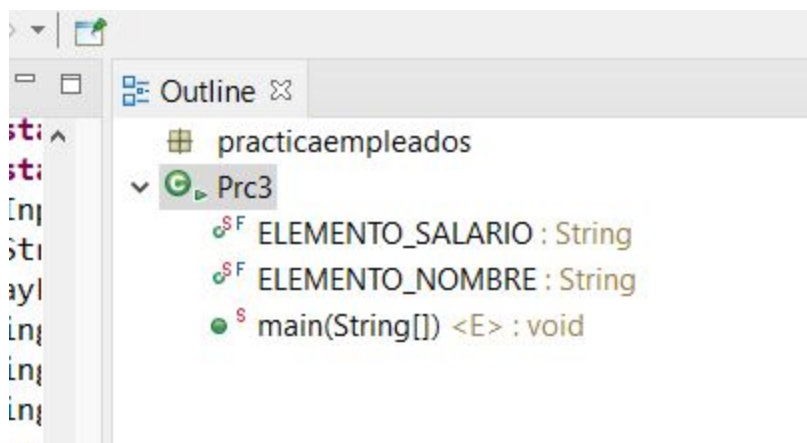 Outline
practicaempleados
Prc3
S F ELEMENTO_SALARIO : String
S F ELEMENTO_NOMBRE : String
S main(String[]) <E> : void